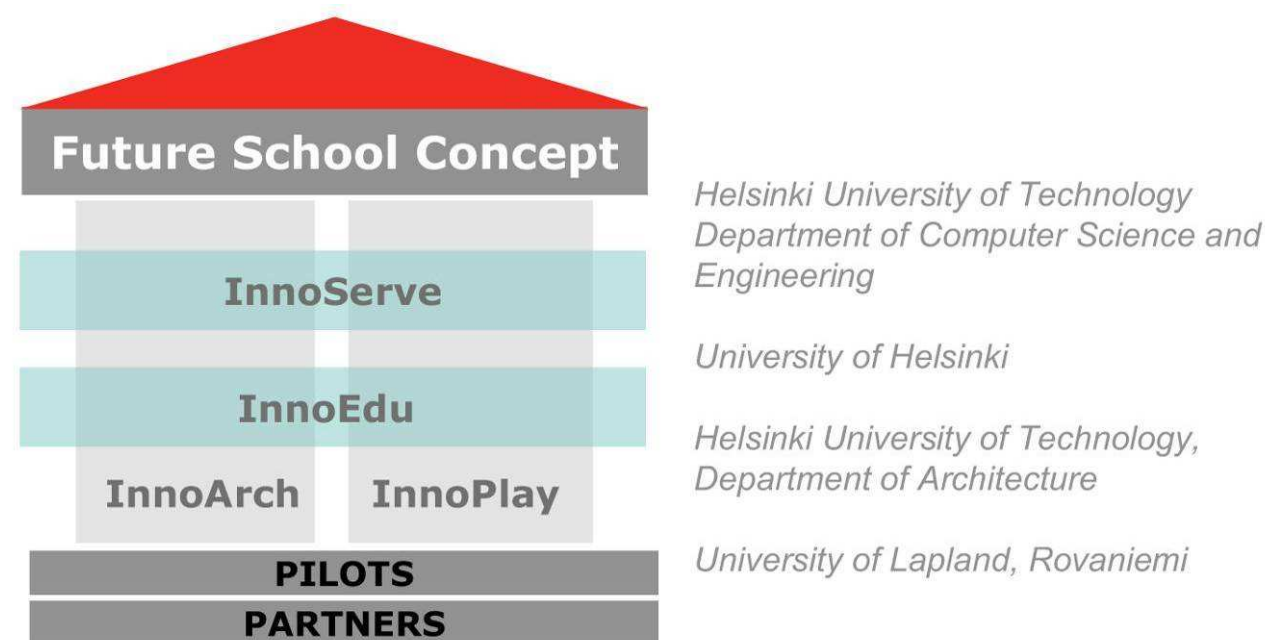 Future School Concept
InnoServe
InnoEdu
InnoArch InnoPlay
PILOTS
PARTNERS
Helsinki University of Technology
Department of Computer Science and
Engineering
University of Helsinki
Helsinki University of Technology,
Department of Architecture
University of Lapland, Rovaniemi